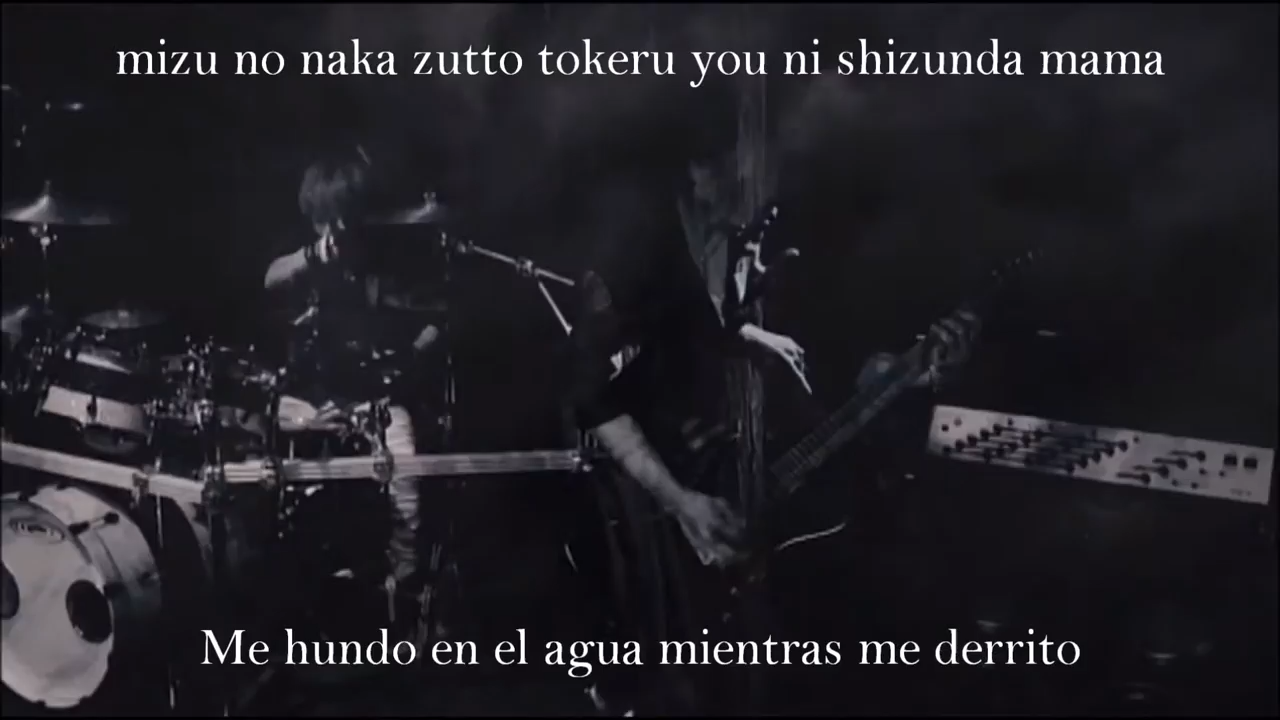 mizu no naka zutto tokeru you ni shizunda mama
Me hundo en el agua mientras me derrito